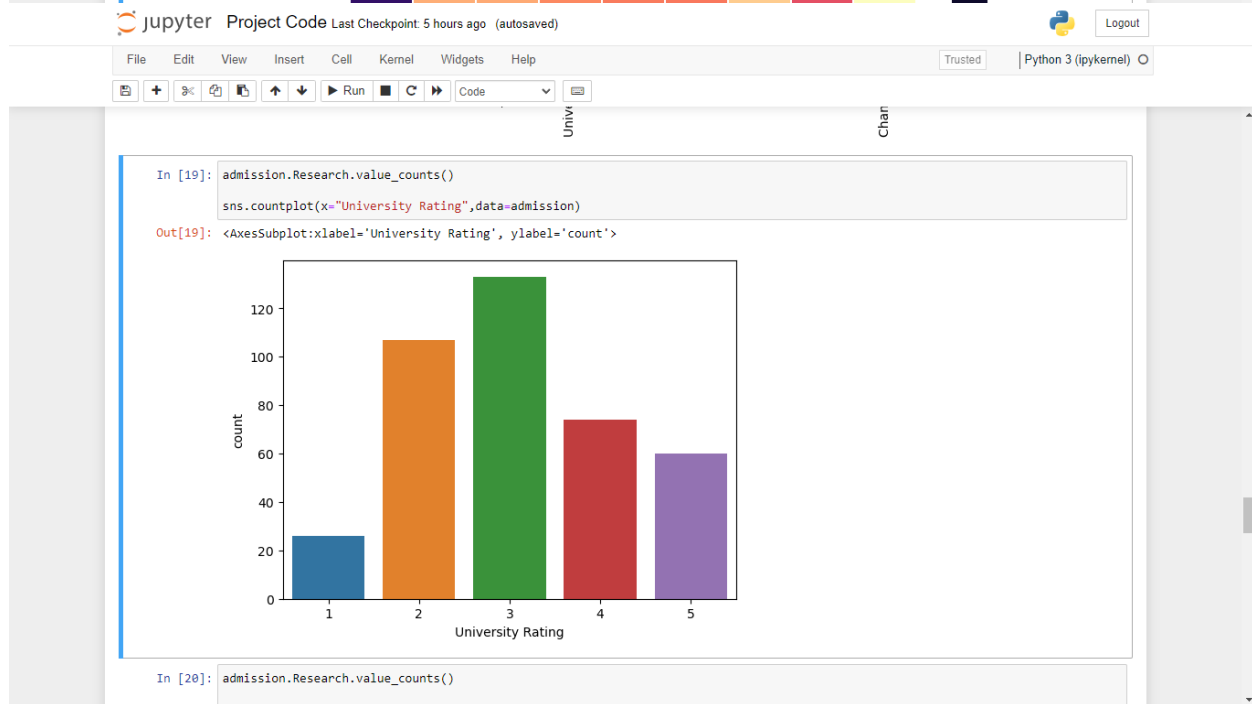 jupyter Project Code Last Checkpoint: 5 hours ago (autosaved) Logout
File Edit View Insert Cell Kernel Widgets Help Trusted Python 3 (ipykernel)
Run Code
In [19]: admission.Research.value_counts()
sns.countplot(x="University Rating",data=admission)
Out[19]: <AxesSubplot:xlabel='University Rating', ylabel='count'>
120
100
80
60
40
20
0
count
1 2 3 4 5
University Rating
In [20]: admission.Research.value_counts()